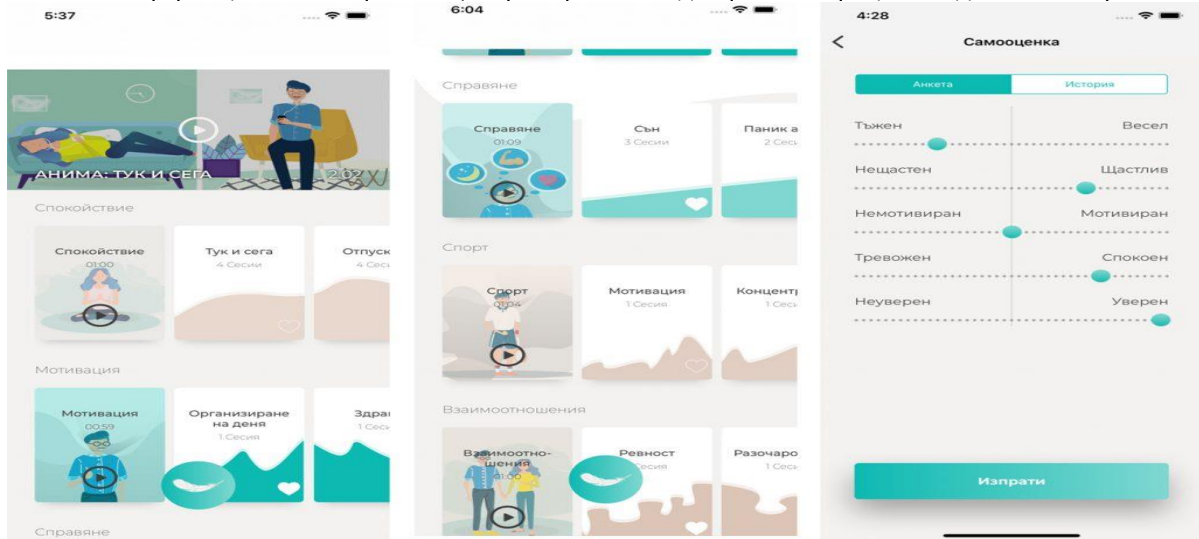 5:37
АНИМА: ТУК И СЕГА
2:02
Спокойствие
Спокойствие
01:00
Тук и сега
4 Сесии
Отпуск
4 Сес
Мотивация
Мотивация
00:59
Организиране
на деня
1 Сесия
Здра
1 Сес
Справяне
6:04
Справяне
Справяне
01:09
Сън
3 Сесии
Паник а
2 Сес
Спорт
Спорт
01:04
Мотивация
1 Сесия
Концент
1 Сес
Взаимоотношения
Взаимоотно-
шения
01:00
Ревност
Сесия
Разочаро
1 Сес
4:28
Самооценка
Анкета
История
Тъжен
Весел
Нещастен
Щастлив
Немотивиран
Мотивиран
Тревожен
Спокоен
Неуверен
Уверен
Изпрати